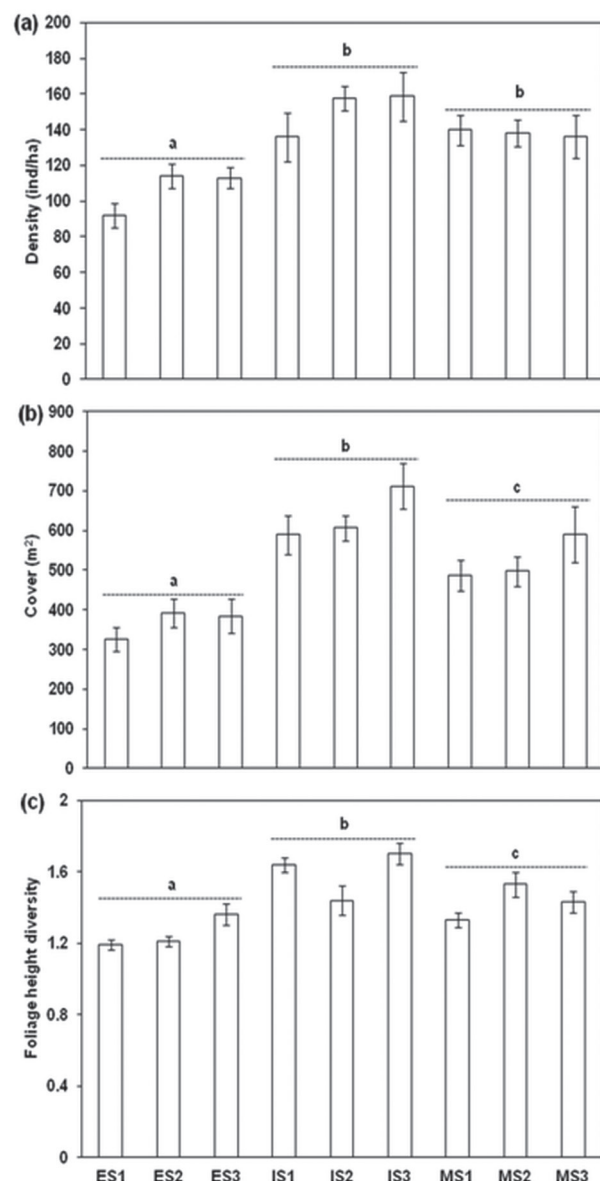 (a)
Density (ind/ha)
200
180
160
140
120
100
80
60
40
20
0
a
b
b
(b)
Cover (m²)
900
800
700
600
500
400
300
200
100
0
a
b
c
(c)
Foliage height diversity
2
1.6
1.2
0.8
0.4
0
a
b
c
ES1 ES2 ES3 IS1 IS2 IS3 MS1 MS2 MS3